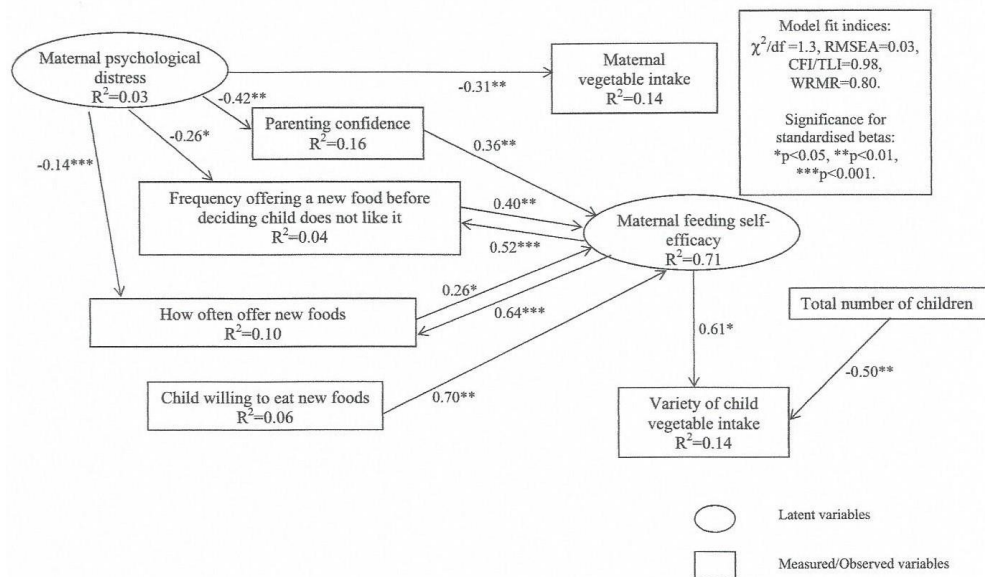 Maternal psychological
distress
R²=0.03
Maternal
vegetable intake
R²=0.14
Model fit indices:
χ²/df =1.3, RMSEA=0.03,
CFI/TLI=0.98,
WRMR=0.80.
Significance for
standardised betas:
*p<0.05, **p<0.01,
***p<0.001.
-0.31**
-0.42**
-0.26*
-0.14***
Parenting confidence
R²=0.16
0.36**
Frequency offering a new food before
deciding child does not like it
R²=0.04
0.40**
0.52***
Maternal feeding self-
efficacy
R²=0.71
How often offer new foods
R²=0.10
0.26*
0.64***
Total number of children
0.61*
-0.50**
Child willing to eat new foods
R²=0.06
0.70**
Variety of child
vegetable intake
R²=0.14
Latent variables
Measured/Observed variables